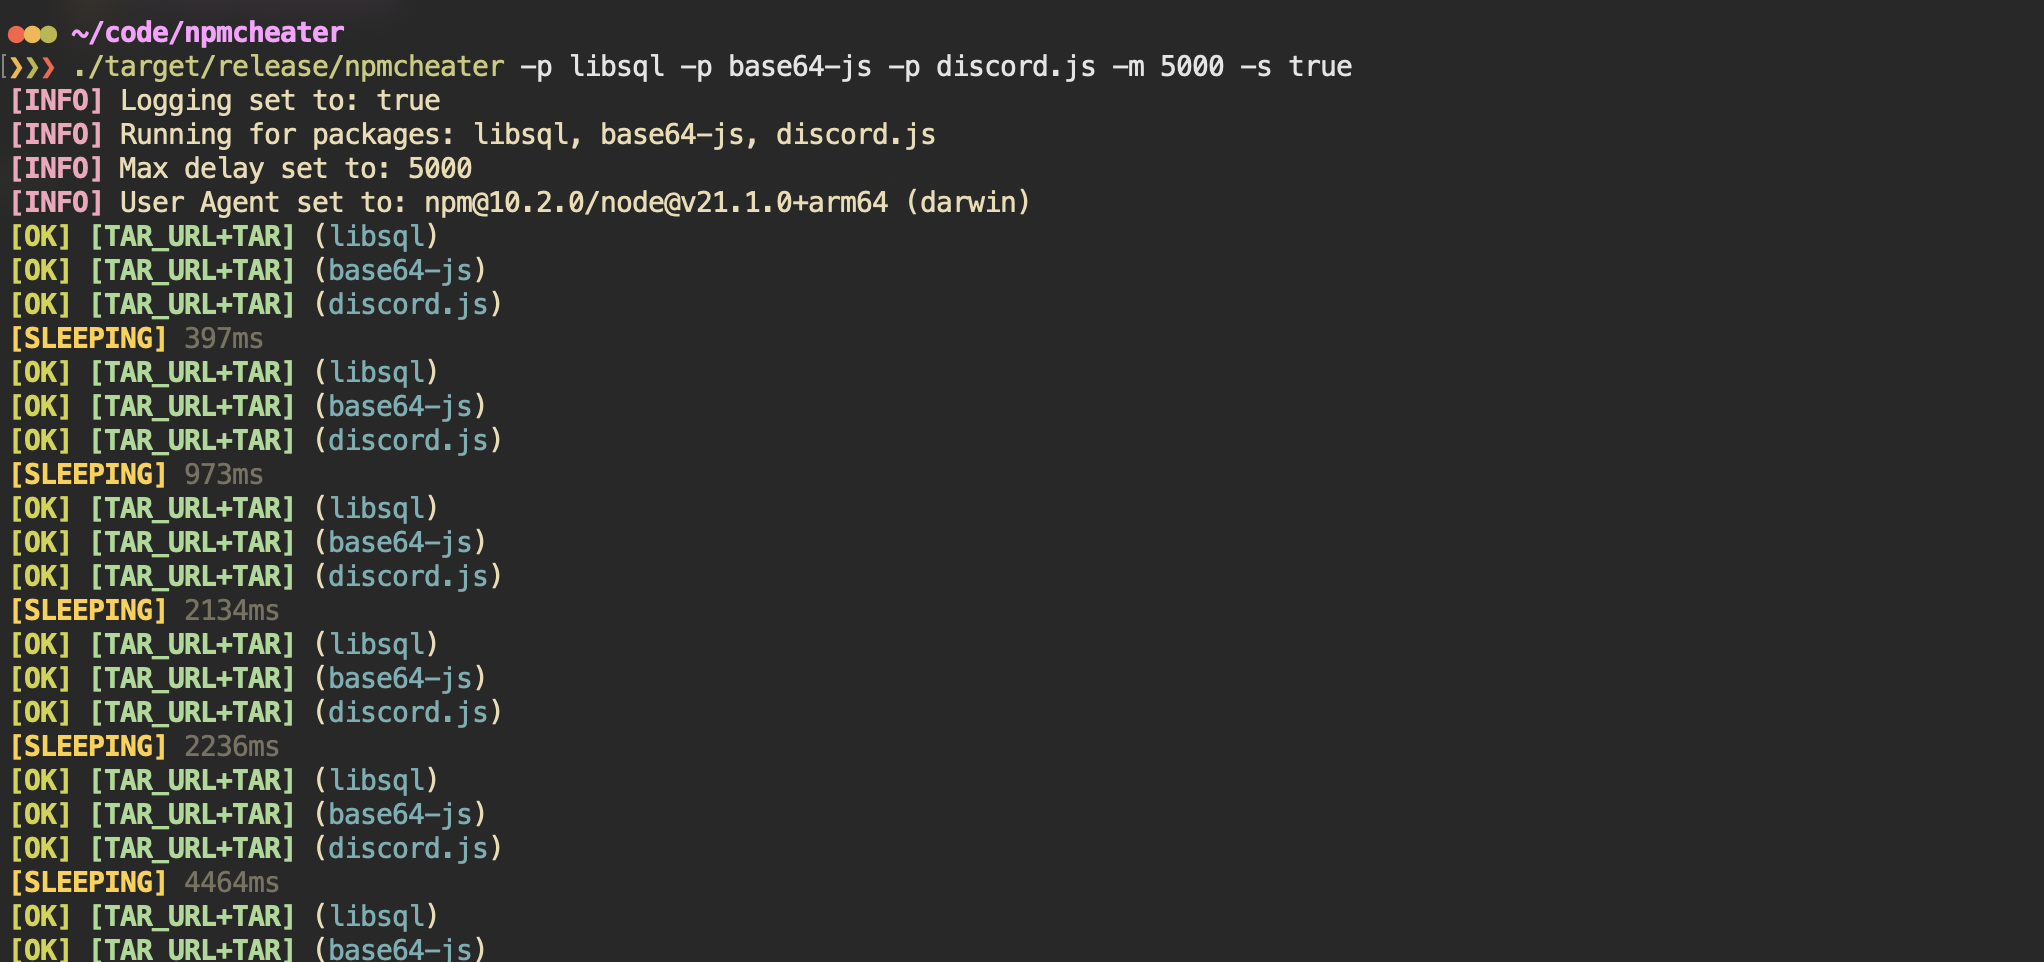 ~/code/npmcheater
[❯❯❯ ./target/release/npmcheater -p libsql -p base64-js -p discord.js -m 5000 -s true
[INFO] Logging set to: true
[INFO] Running for packages: libsql, base64-js, discord.js
[INFO] Max delay set to: 5000
[INFO] User Agent set to: npm@10.2.0/node@v21.1.0+arm64 (darwin)
[OK] [TAR_URL+TAR] (libsql)
[OK] [TAR_URL+TAR] (base64-js)
[OK] [TAR_URL+TAR] (discord.js)
[SLEEPING] 397ms
[OK] [TAR_URL+TAR] (libsql)
[OK] [TAR_URL+TAR] (base64-js)
[OK] [TAR_URL+TAR] (discord.js)
[SLEEPING] 973ms
[OK] [TAR_URL+TAR] (libsql)
[OK] [TAR_URL+TAR] (base64-js)
[OK] [TAR_URL+TAR] (discord.js)
[SLEEPING] 2134ms
[OK] [TAR_URL+TAR] (libsql)
[OK] [TAR_URL+TAR] (base64-js)
[OK] [TAR_URL+TAR] (discord.js)
[SLEEPING] 2236ms
[OK] [TAR_URL+TAR] (libsql)
[OK] [TAR_URL+TAR] (base64-js)
[OK] [TAR_URL+TAR] (discord.js)
[SLEEPING] 4464ms
[OK] [TAR_URL+TAR] (libsql)
[OK] [TAR_URL+TAR] (base64-js)